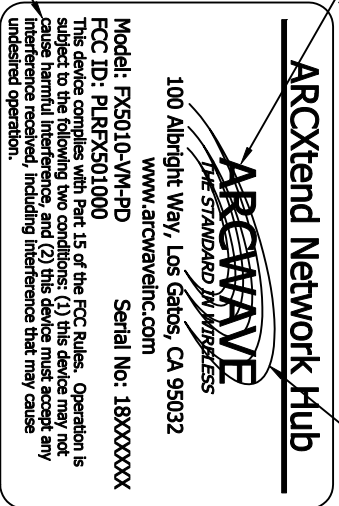 ARCXtend Network Hub
ARCWAVE
THE STANDARD IN WIRELESS
100 Albright Way, Los Gatos, CA 95032
www.arcwaveinc.com
Model: FX5010-VM-PD Serial No: 18XXXXXX
FCC ID: PLRFX501000
This device complies with Part 15 of the FCC Rules. Operation is
subject to the following two conditions: (1) this device may not
cause harmful interference, and (2) this device must accept any
interference received, including interference that may cause
undesired operation.